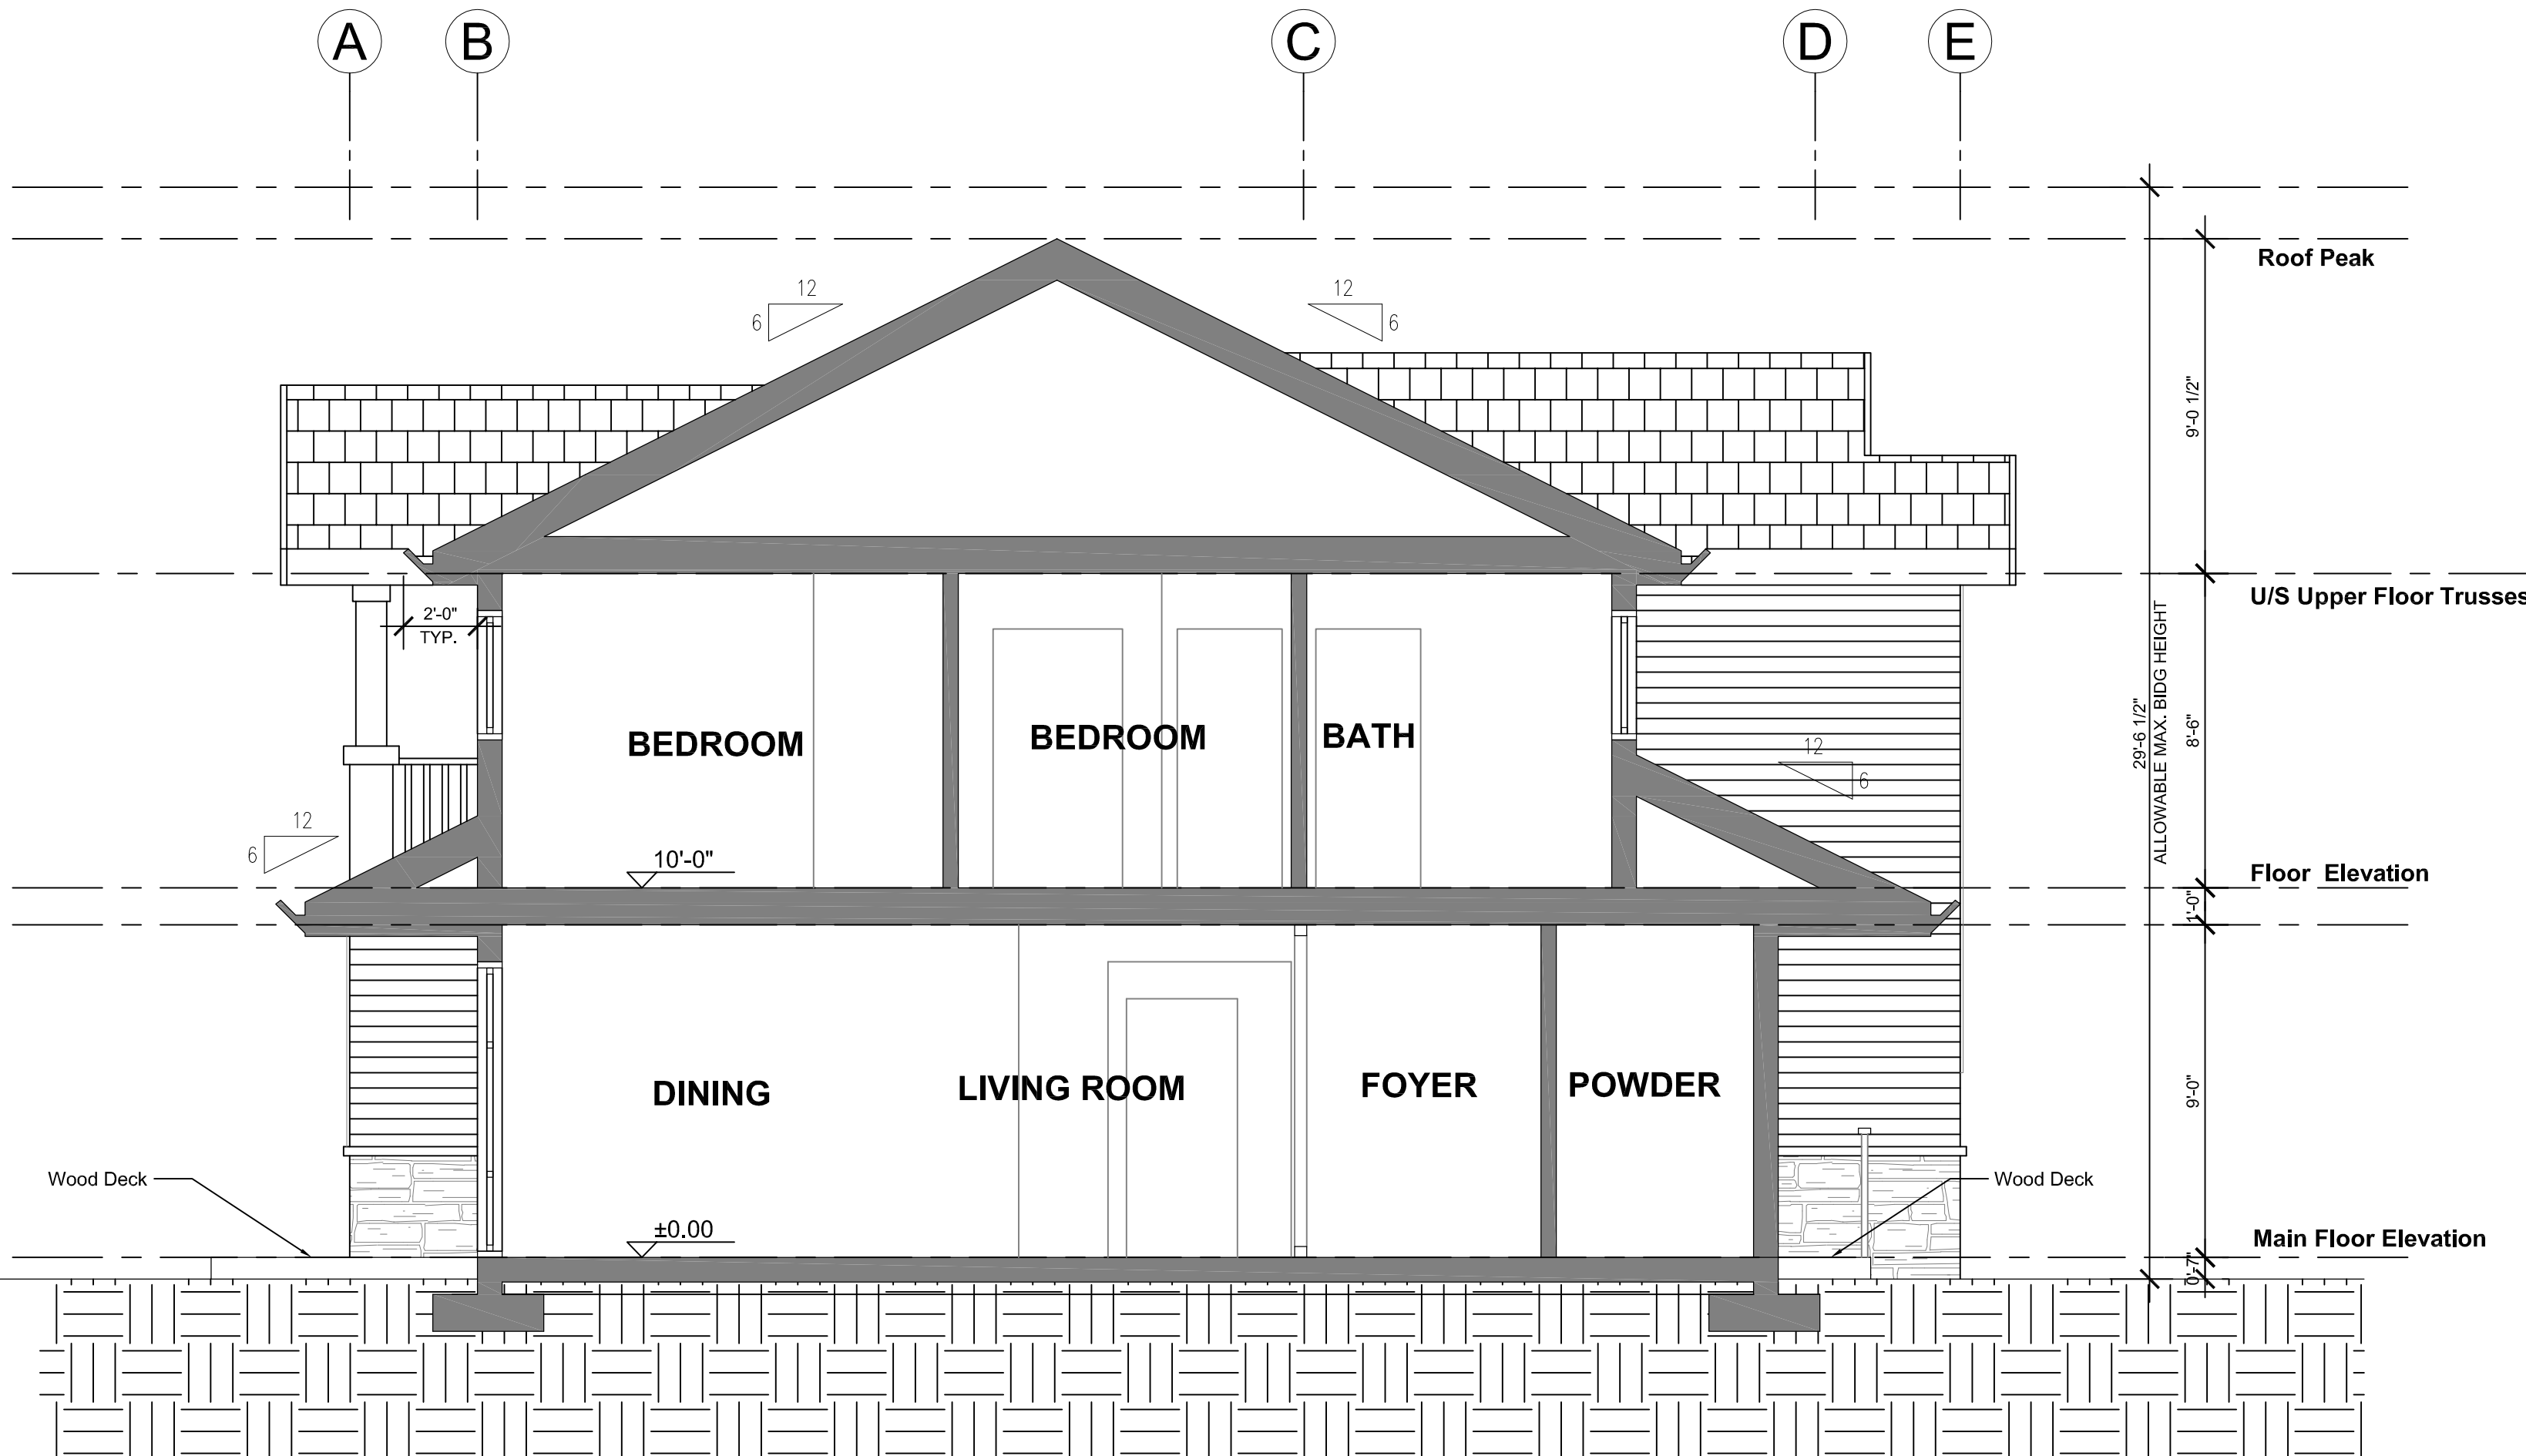 A
B
C
D
E
Roof Peak
12
6
12
6
9'-0 1/2"
U/S Upper Floor Trusses
2'-0"
TYP.
29'-6 1/2"
ALLOWABLE MAX. BIDG HEIGHT
8'-6"
BEDROOM
BEDROOM
BATH
12
6
12
6
10'-0"
Floor Elevation
1'-0"
9'-0"
DINING
LIVING ROOM
FOYER
POWDER
Wood Deck
Wood Deck
±0.00
Main Floor Elevation
0'-7"